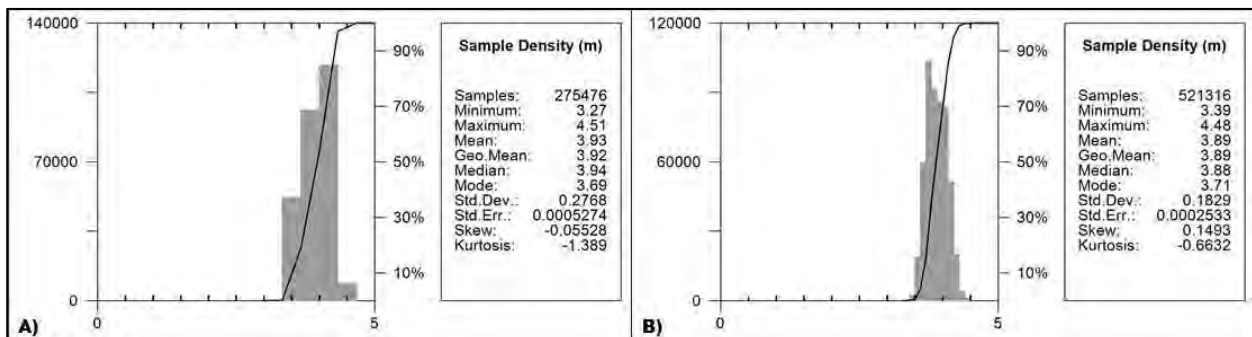 140000
70000
0
0
5
90%
70%
50%
30%
10%
A)
Sample Density (m)
Samples: 275476
Minimum: 3.27
Maximum: 4.51
Mean: 3.93
Geo.Mean: 3.92
Median: 3.94
Mode: 3.69
Std.Dev.: 0.2768
Std.Err.: 0.0005274
Skew: -0.05528
Kurtosis: -1.389
120000
60000
0
0
5
90%
70%
50%
30%
10%
B)
Sample Density (m)
Samples: 521316
Minimum: 3.39
Maximum: 4.48
Mean: 3.89
Geo.Mean: 3.89
Median: 3.88
Mode: 3.71
Std.Dev.: 0.1829
Std.Err.: 0.0002533
Skew: 0.1493
Kurtosis: -0.6632